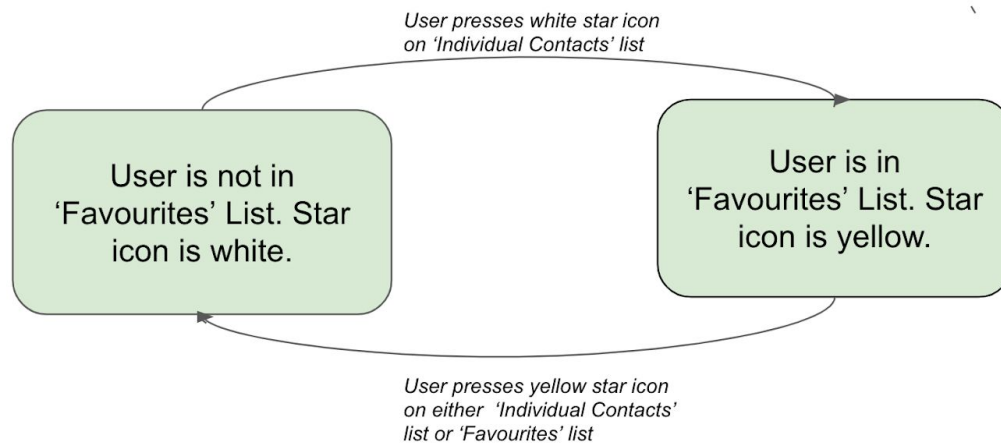 User presses white star icon
on ‘Individual Contacts’ list
User is not in
‘Favourites’ List. Star
icon is white.
User is in
‘Favourites’ List. Star
icon is yellow.
User presses yellow star icon
on either ‘Individual Contacts’
list or ‘Favourites’ list